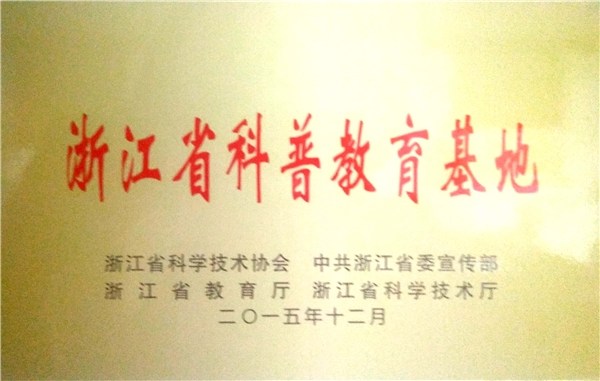 浙江省科普教育基地
浙江省科学技术协会 中共浙江省委宣传部
浙江省教育厅 浙江省科学技术厅
二〇一五年十二月